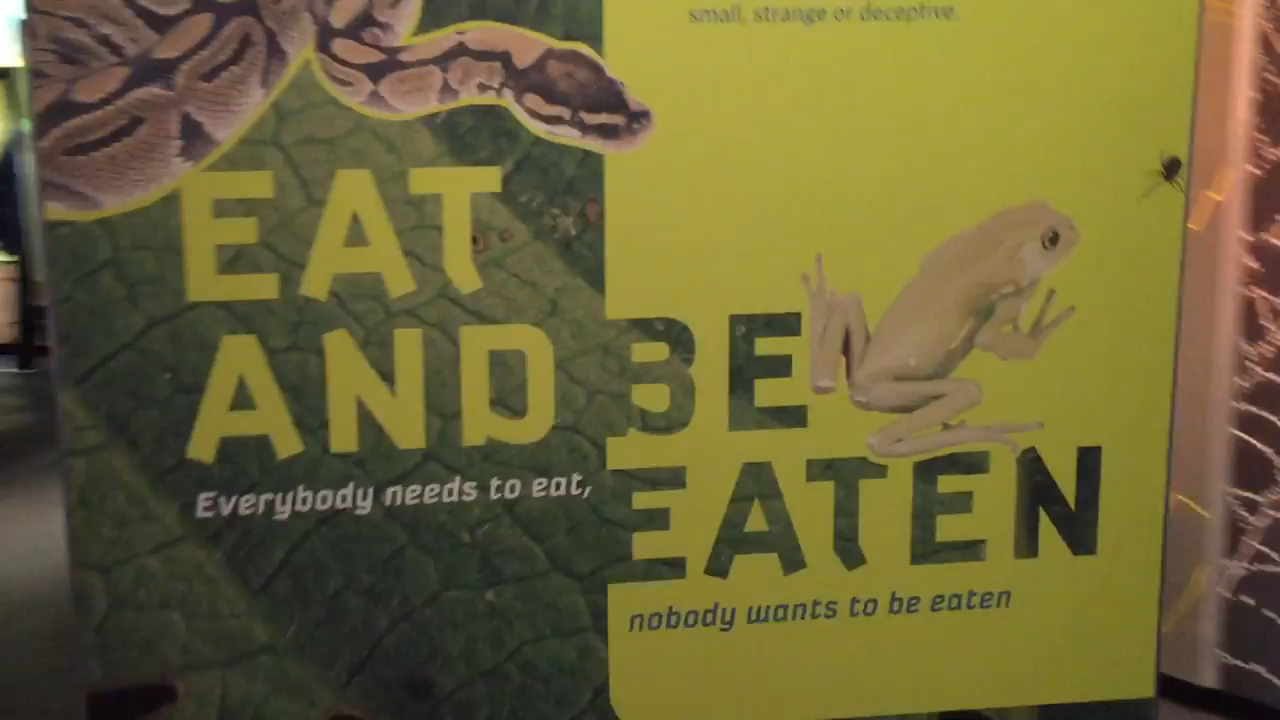 small, strange or deceptive.
EAT
AND BE
EATEN
Everybody needs to eat,
nobody wants to be eaten